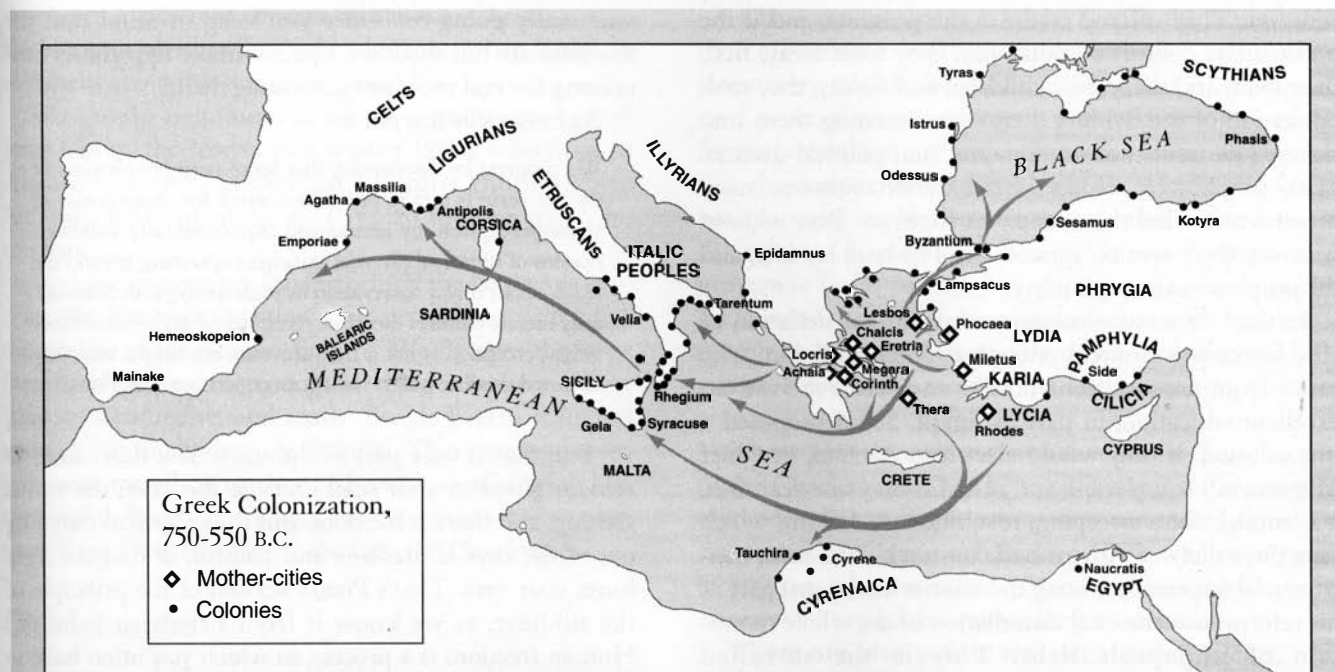 CELTS
LIGURIANS
ETRUSCANS
ILLYRIANS
ITALIC
PEOPLES
SCYTHIANS
BLACK SEA
Tyras
Istrus
Odessus
Phasis
Kotyra
Sesamus
Byzantium
Massilia
Agatha
Antipolis
CORSICA
Emporiae
Epidamnus
Tarentum
Velia
SARDINIA
BALEARIC
ISLANDS
Hemeoskopeion
Mainake
MEDITERRANEAN
SEA
SICILY
Rhegium
Gela
Syracuse
MALTA
Lampsacus
PHRYGIA
Lesbos
Phocaea
LYDIA
Chalcis
Eretria
Locris
Achaia
Megara
Corinth
Miletus
KARIA
PAMPHYLIA
Side
CILICIA
Thera
LYCIA
Rhodes
CYPRUS
CRETE
Tauchira
Cyrene
CYRENAICA
Naucratis
EGYPT
Greek Colonization,
750-550 B.C.
Mother-cities
Colonies